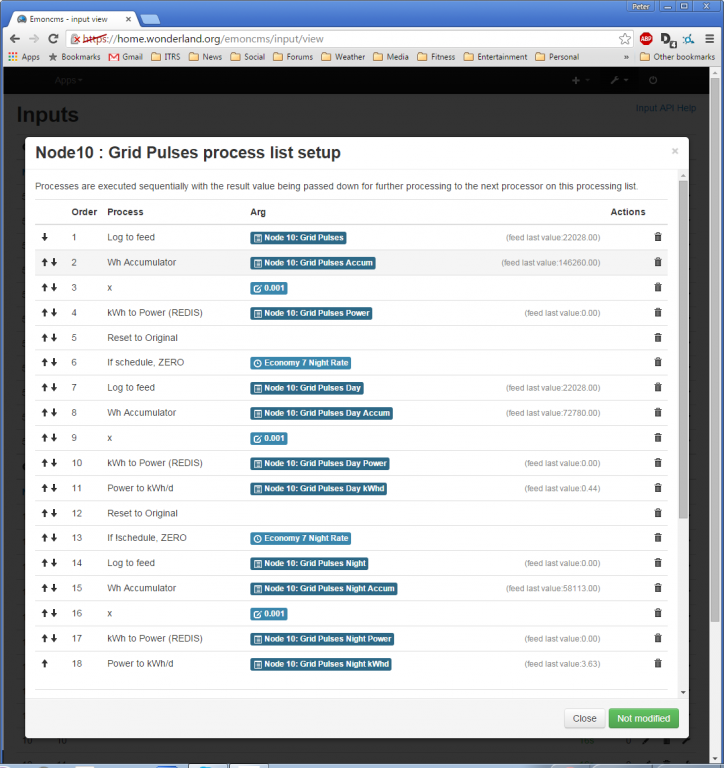 Peter
Emoncms - input view
https://home.wonderland.org/emoncms/input/view
ABP
4
Apps Bookmarks Gmail ITRS News Social Forums Weather Media Fitness Entertainment Personal » Other bookmarks
Apps
Inputs
Input API Help
Node10 : Grid Pulses process list setup ×
Processes are executed sequentially with the result value being passed down for further processing to the next processor on this processing list.
Order Process Arg Actions
1 Log to feed Node 10: Grid Pulses (feed last value:22028.00)
2 Wh Accumulator Node 10: Grid Pulses Accum (feed last value:146260.00)
3 x 0.001
4 kWh to Power (REDIS) Node 10: Grid Pulses Power (feed last value:0.00)
5 Reset to Original
6 If schedule, ZERO Economy 7 Night Rate
7 Log to feed Node 10: Grid Pulses Day (feed last value:22028.00)
8 Wh Accumulator Node 10: Grid Pulses Day Accum (feed last value:72780.00)
9 x 0.001
10 kWh to Power (REDIS) Node 10: Grid Pulses Day Power (feed last value:0.00)
11 Power to kWh/d Node 10: Grid Pulses Day kWhd (feed last value:0.44)
12 Reset to Original
13 If !schedule, ZERO Economy 7 Night Rate
14 Log to feed Node 10: Grid Pulses Night (feed last value:0.00)
15 Wh Accumulator Node 10: Grid Pulses Night Accum (feed last value:58113.00)
16 x 0.001
17 kWh to Power (REDIS) Node 10: Grid Pulses Night Power (feed last value:0.00)
18 Power to kWh/d Node 10: Grid Pulses Night kWhd (feed last value:3.63)
Close Not modified